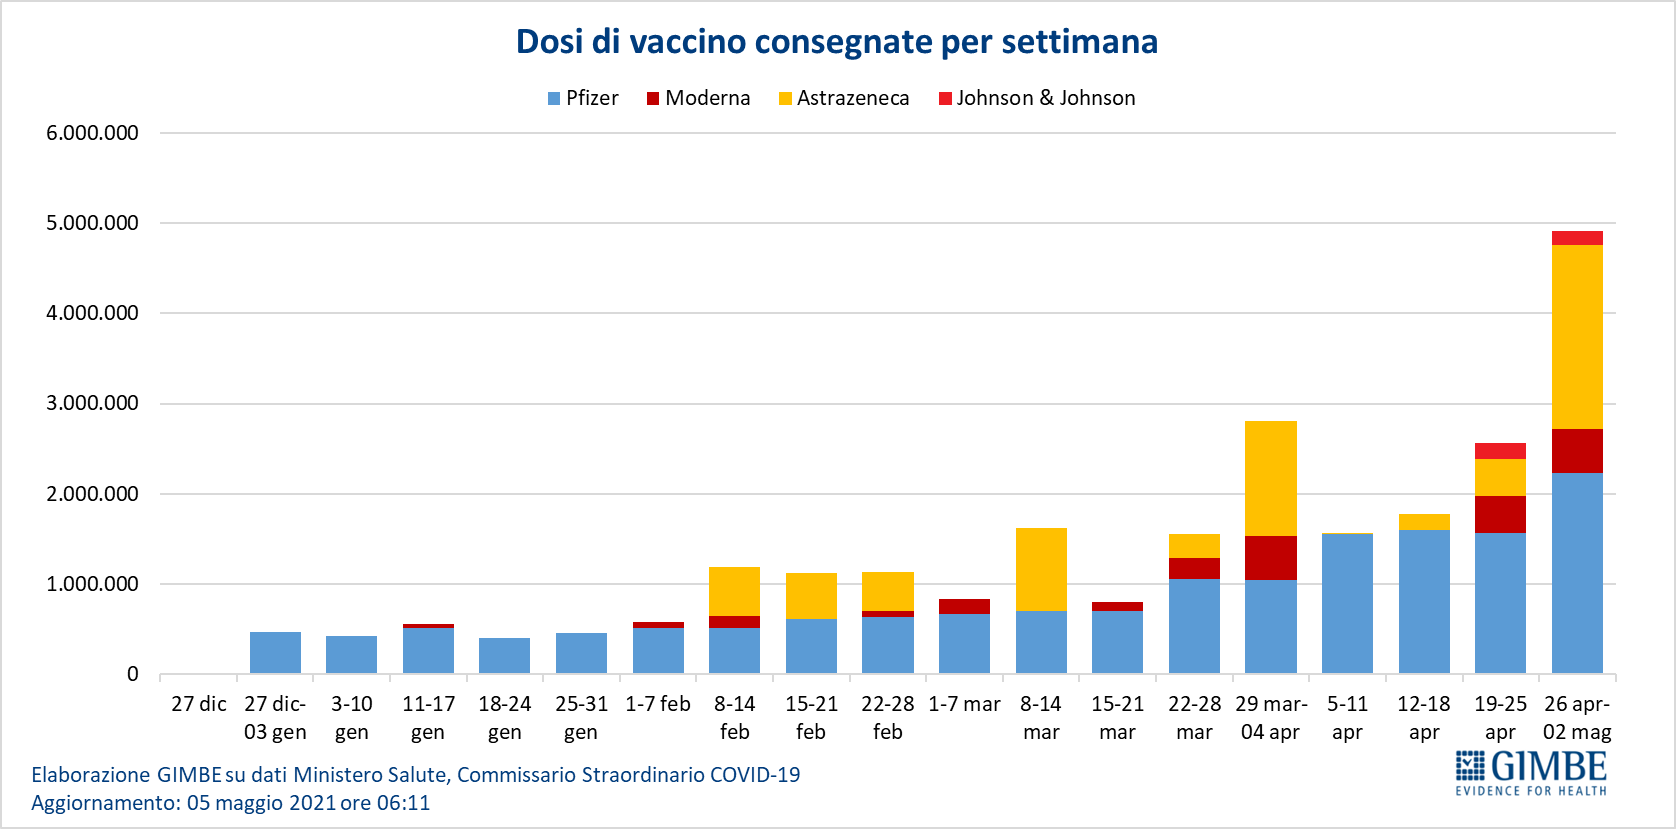 Dosi di vaccino consegnate per settimana
Pfizer Moderna Astrazeneca Johnson & Johnson
6.000.000
5.000.000
4.000.000
3.000.000
2.000.000
1.000.000
0
27 dic 27 dic- 3-10 11-17 18-24 25-31 1-7 feb 8-14 15-21 22-28 1-7 mar 8-14 15-21 22-28 29 mar- 5-11 12-18 19-25 26 apr-
03 gen gen gen gen gen feb feb feb mar mar mar 04 apr apr apr apr 02 mag
Elaborazione GIMBE su dati Ministero Salute, Commissario Straordinario COVID-19
Aggiornamento: 05 maggio 2021 ore 06:11
GIMBE
EVIDENCE FOR HEALTH